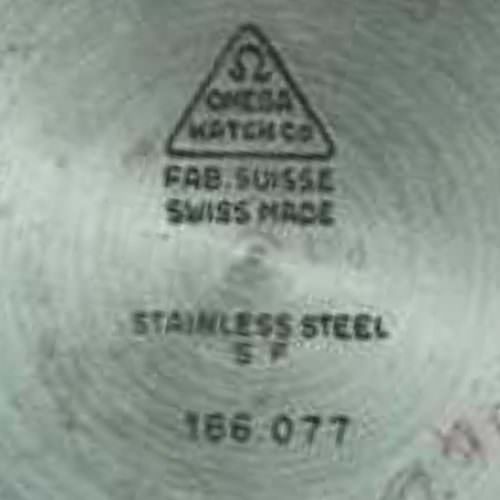 Ω
OMEGA
WATCH CO
FAB. SUISSE
SWISS MADE
STAINLESS STEEL
S F
166.077